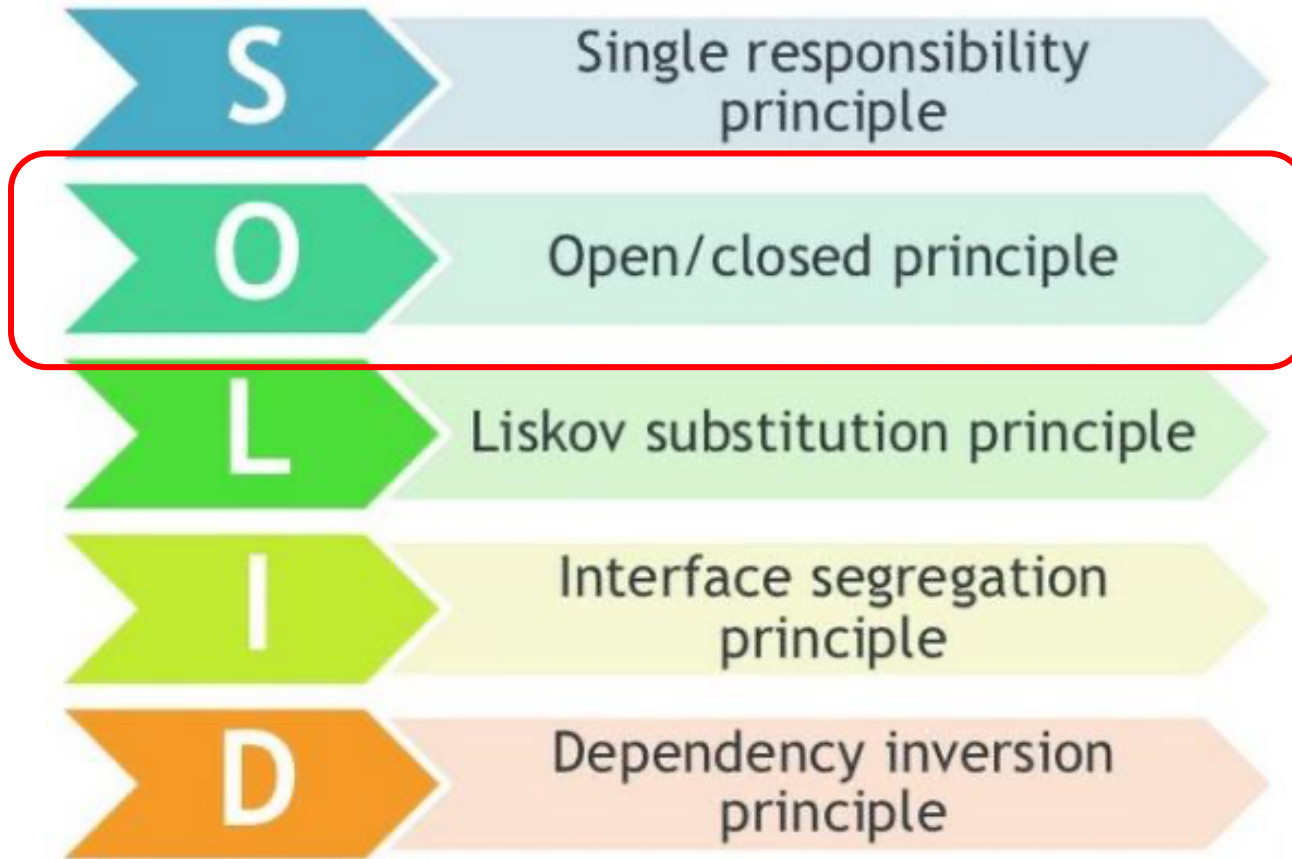 S
Single responsibility
principle
O
Open/closed principle
L
Liskov substitution principle
I
Interface segregation
principle
D
Dependency inversion
principle